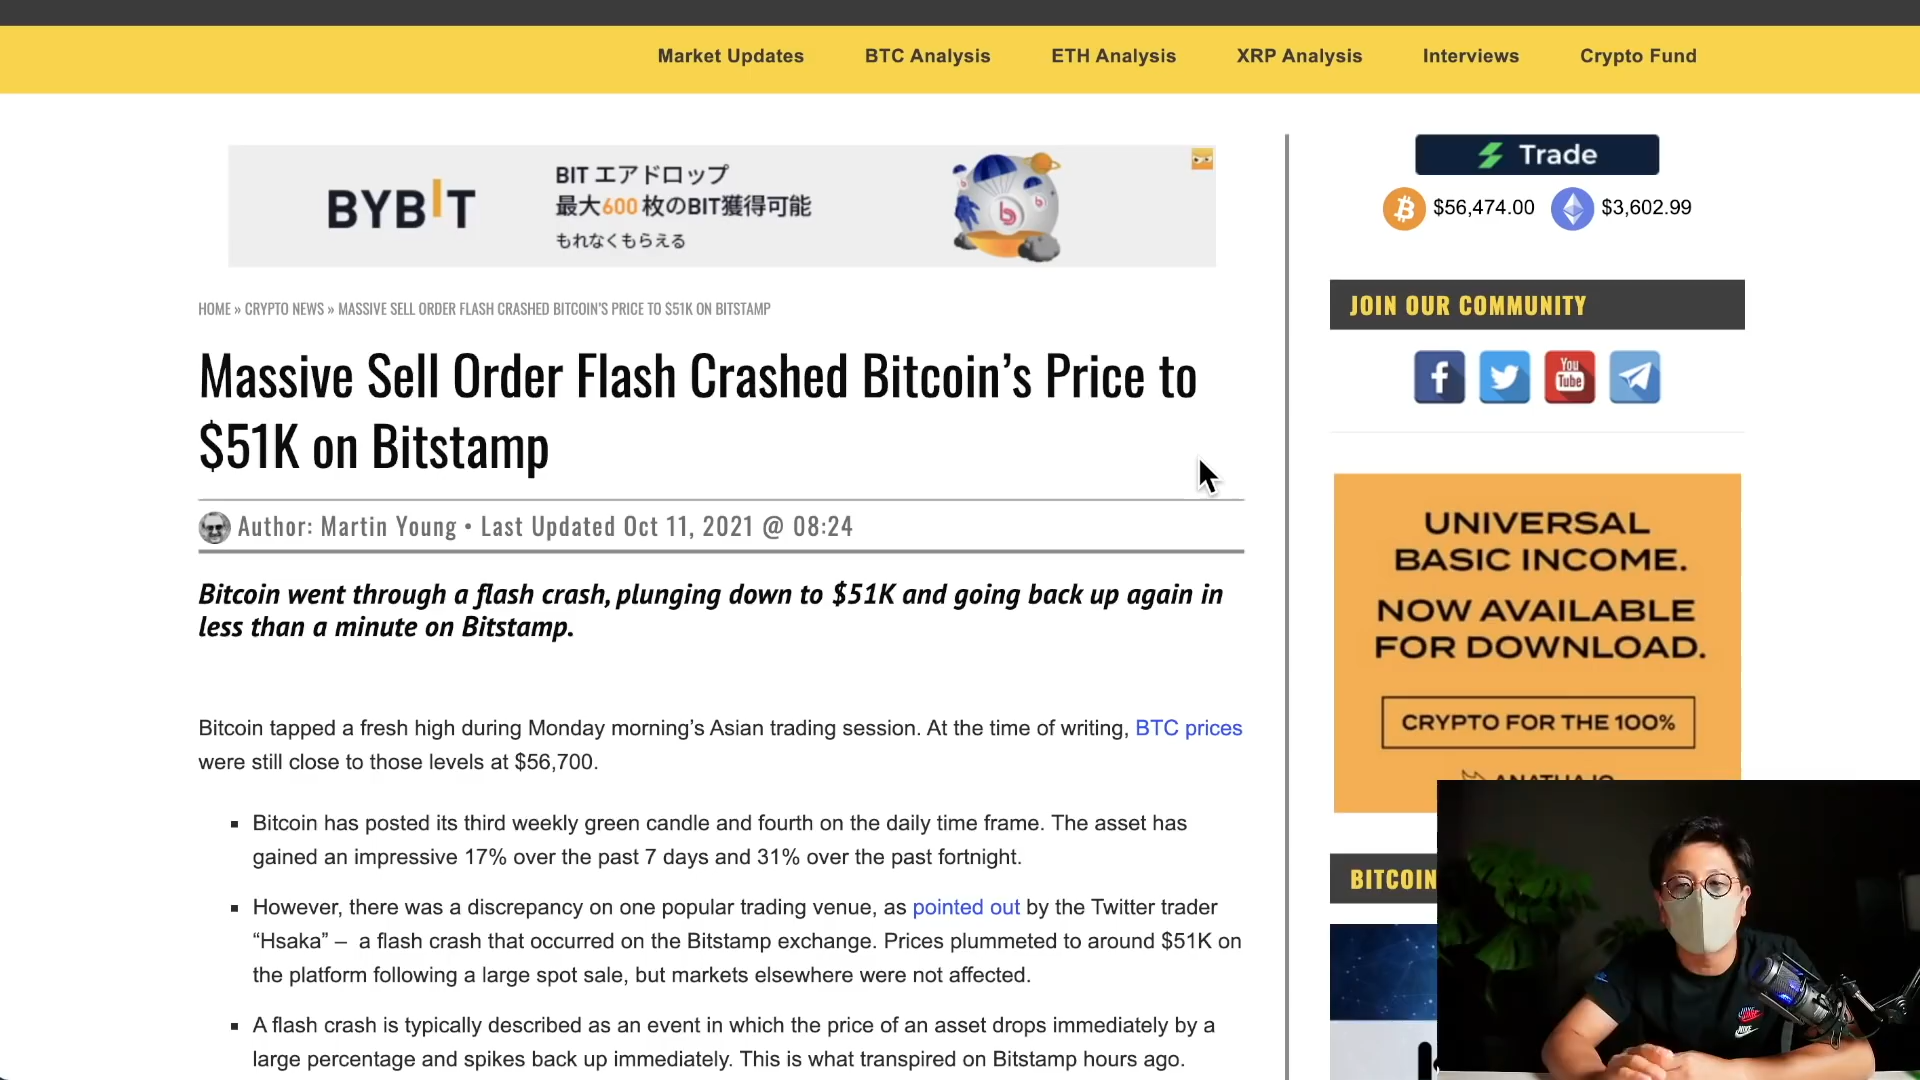 Market Updates
BTC Analysis
ETH Analysis
XRP Analysis
Interviews
Crypto Fund
BYBIT
BIT エアドロップ
最大600 枚のBIT獲得可能
もれなくもらえる
Trade
$56,474.00
$3,602.99
HOME » CRYPTO NEWS » MASSIVE SELL ORDER FLASH CRASHED BITCOIN’S PRICE TO $51K ON BITSTAMP
Massive Sell Order Flash Crashed Bitcoin’s Price to
$51K on Bitstamp
Author: Martin Young • Last Updated Oct 11, 2021 @ 08:24
Bitcoin went through a flash crash, plunging down to $51K and going back up again in
less than a minute on Bitstamp.
Bitcoin tapped a fresh high during Monday morning’s Asian trading session. At the time of writing, BTC prices
were still close to those levels at $56,700.
Bitcoin has posted its third weekly green candle and fourth on the daily time frame. The asset has
gained an impressive 17% over the past 7 days and 31% over the past fortnight.
However, there was a discrepancy on one popular trading venue, as pointed out by the Twitter trader
“Hsaka” – a flash crash that occurred on the Bitstamp exchange. Prices plummeted to around $51K on
the platform following a large spot sale, but markets elsewhere were not affected.
A flash crash is typically described as an event in which the price of an asset drops immediately by a
large percentage and spikes back up immediately. This is what transpired on Bitstamp hours ago.
JOIN OUR COMMUNITY
You
Tube
UNIVERSAL
BASIC INCOME.
NOW AVAILABLE
FOR DOWNLOAD.
CRYPTO FOR THE 100%
BITCOIN
NIKE